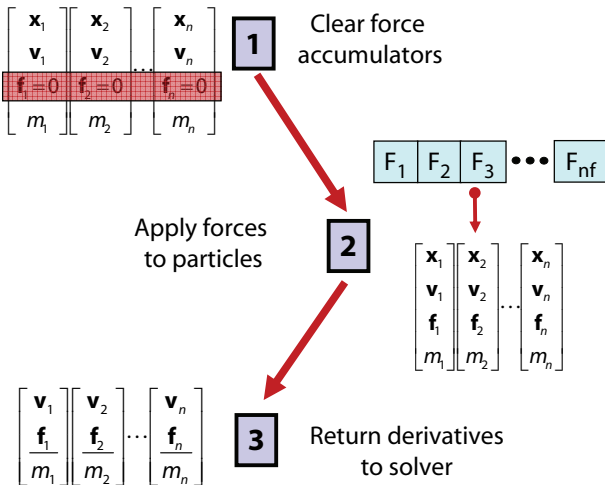 x₁ x₂ xₙ
v₁ v₂ ... vₙ
f₁=0 f₂=0 fₙ=0
m₁ m₂ mₙ
1
Clear force
accumulators
F₁ F₂ F₃ ••• Fnf
Apply forces
to particles
2
x₁ x₂ xₙ
v₁ v₂ vₙ
f₁ f₂ ... fₙ
m₁ m₂ mₙ
v₁ v₂ vₙ
f₁ f₂ ... fₙ
m₁ m₂ mₙ
3
Return derivatives
to solver